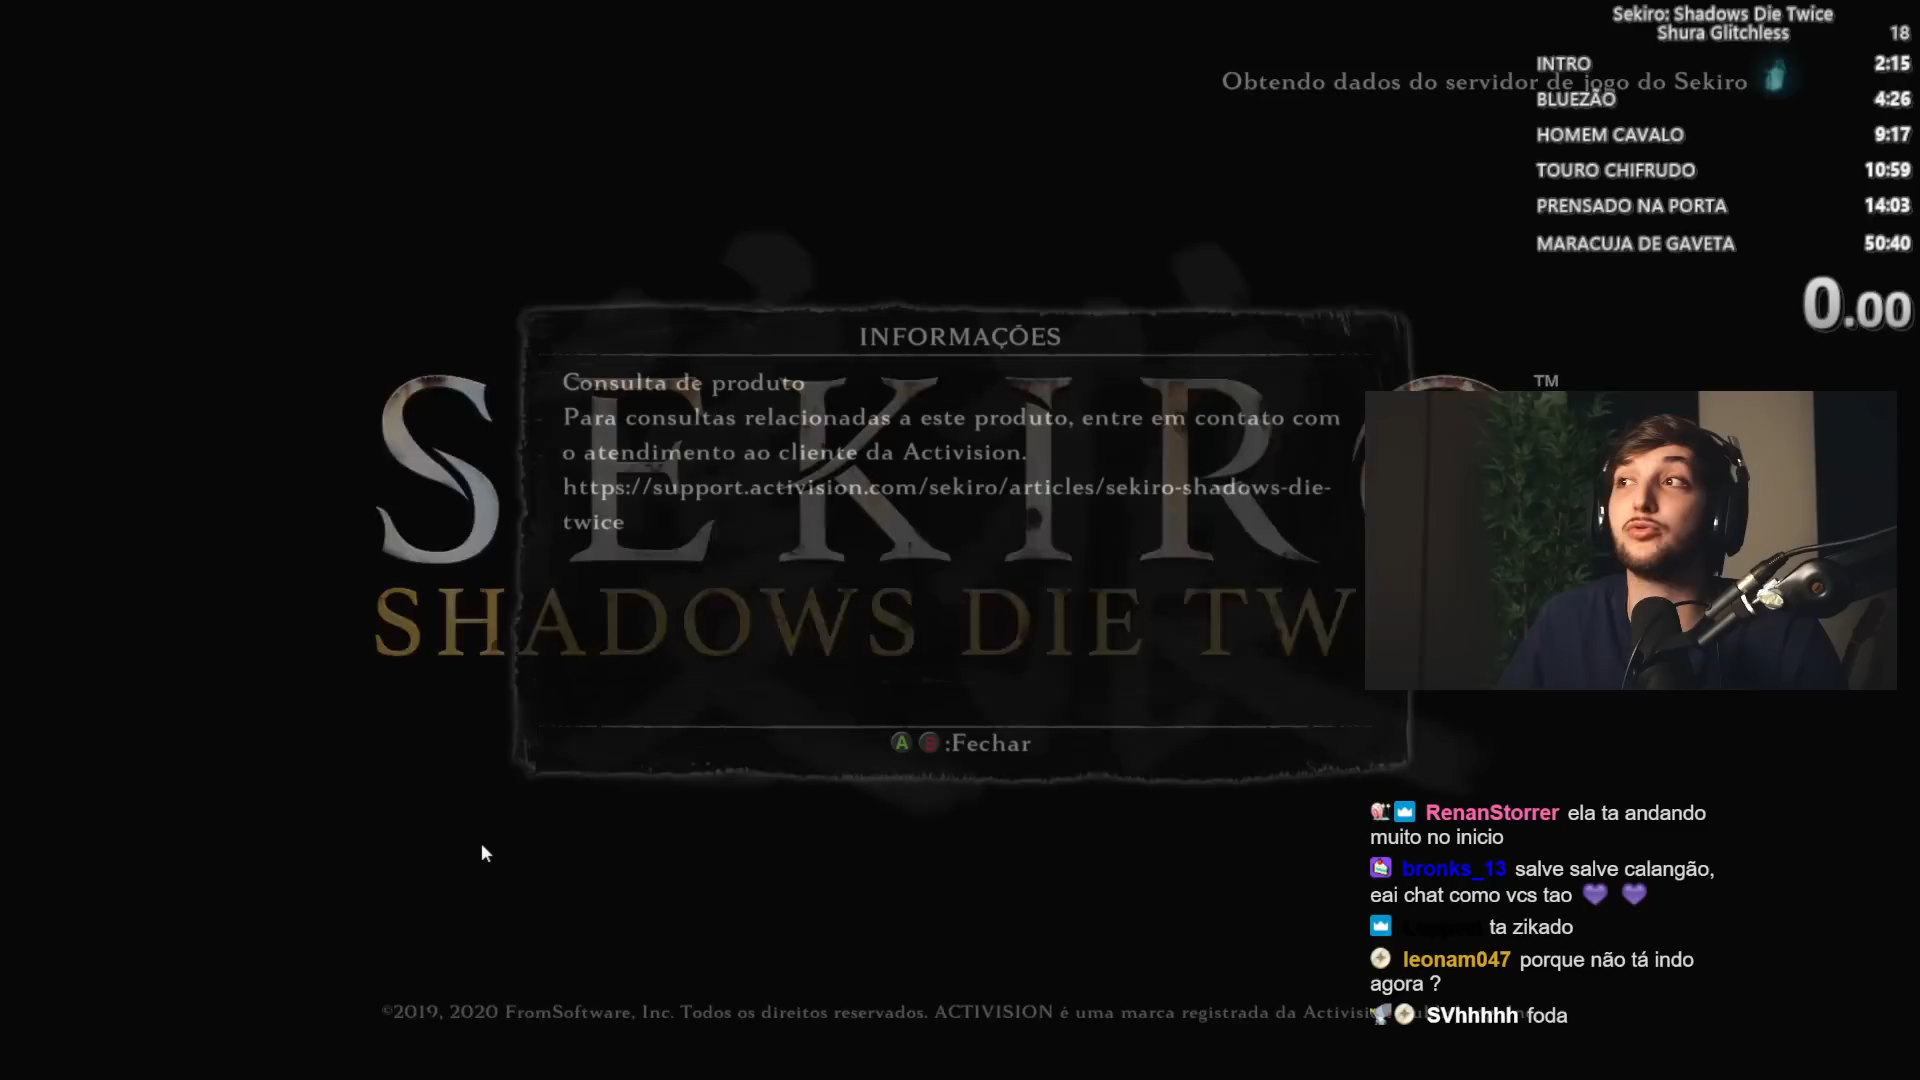 Sekiro: Shadows Die Twice
Shura Glitchless 18
Obtendo dados do servidor de jogo do Sekiro
INTRO 2:15
BLUEZÃO 4:26
HOMEM CAVALO 9:17
TOURO CHIFRUDO 10:59
PRENSADO NA PORTA 14:03
MARACUJA DE GAVETA 50:40
0.00
INFORMAÇÕES
Consulta de produto
Para consultas relacionadas a este produto, entre em contato com
o atendimento ao cliente da Activision.
https://support.activision.com/sekiro/articles/sekiro-shadows-die-
twice
A B :Fechar
SEKIRO ™
SHADOWS DIE TW
RenanStorrer ela ta andando
muito no inicio
bronks_13 salve salve calangão,
eai chat como vcs tao
ta zikado
leonam047 porque não tá indo
agora ?
SVhhhhh foda
©2019, 2020 FromSoftware, Inc. Todos os direitos reservados. ACTIVISION é uma marca registrada da